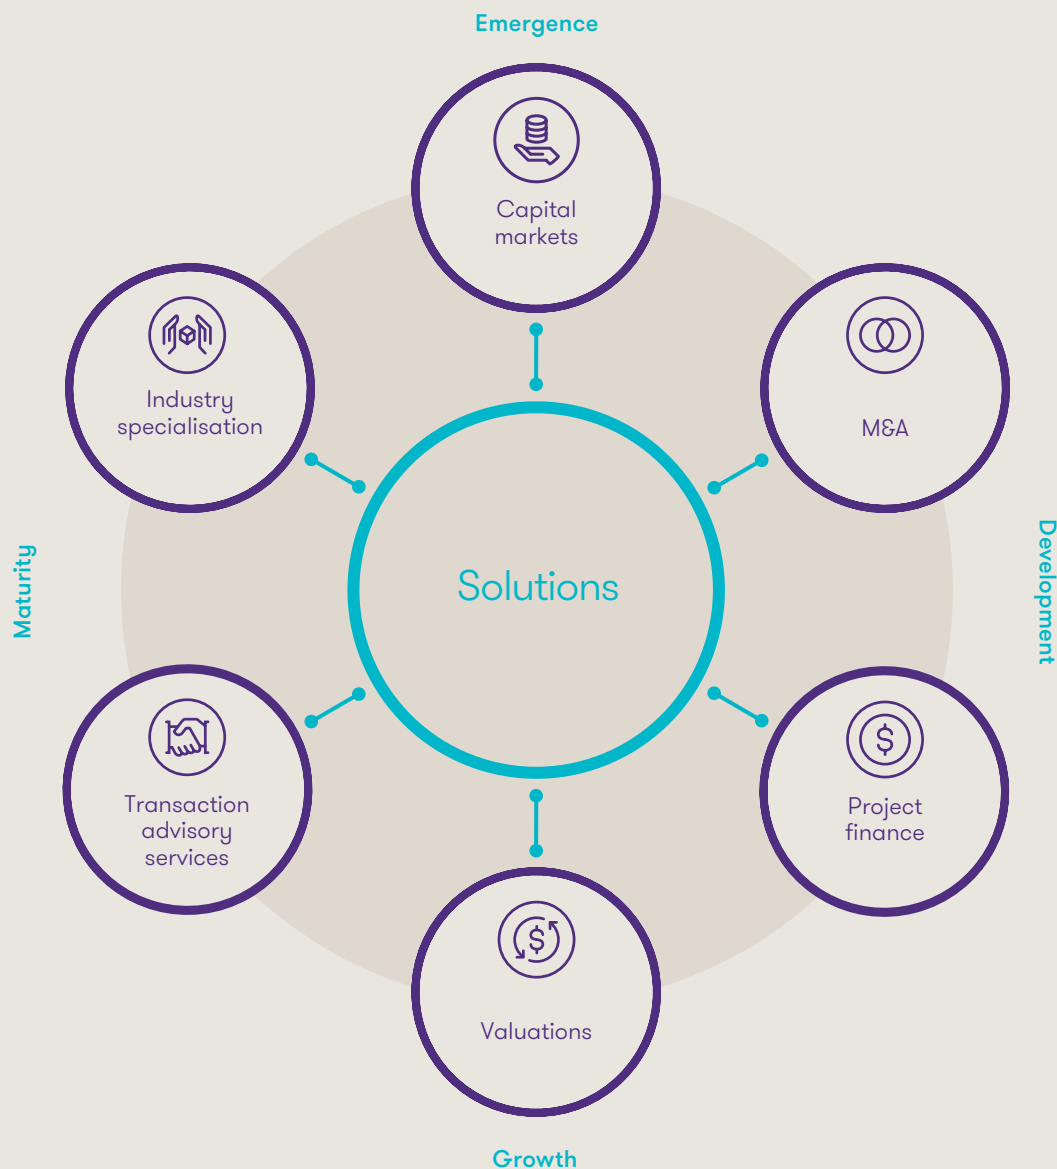 Emergence
Capital
markets
Industry
specialisation
M&A
Maturity
Solutions
Development
Transaction
advisory
services
Project
finance
Valuations
Growth